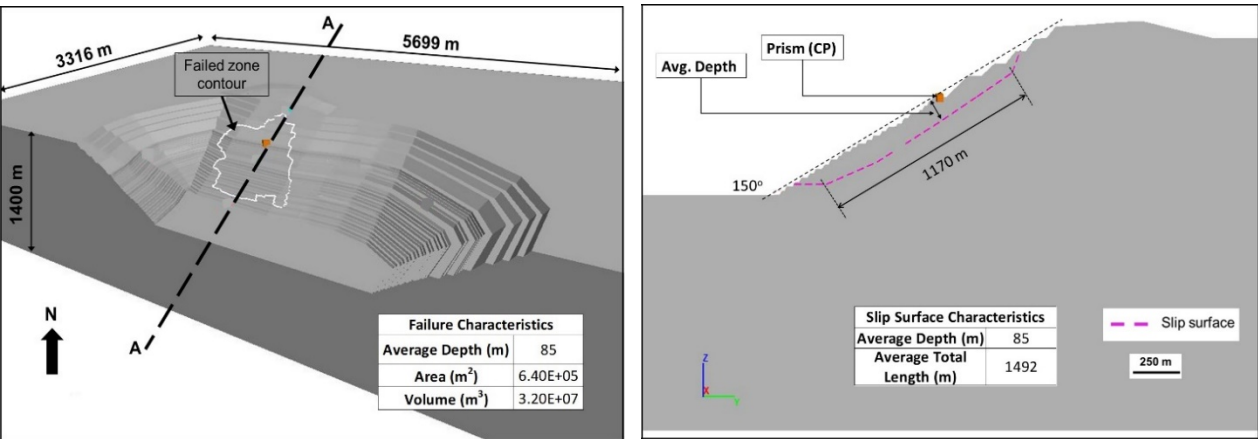 A
3316 m
5699 m
Failed zone
contour
1400 m
N
A
Failure Characteristics
Average Depth (m) 85
Area (m²) 6.40E+05
Volume (m³) 3.20E+07
Prism (CP)
Avg. Depth
1170 m
150°
Slip Surface Characteristics
Average Depth (m) 85
Average Total
Length (m) 1492
Slip surface
250 m
Z
X
Y